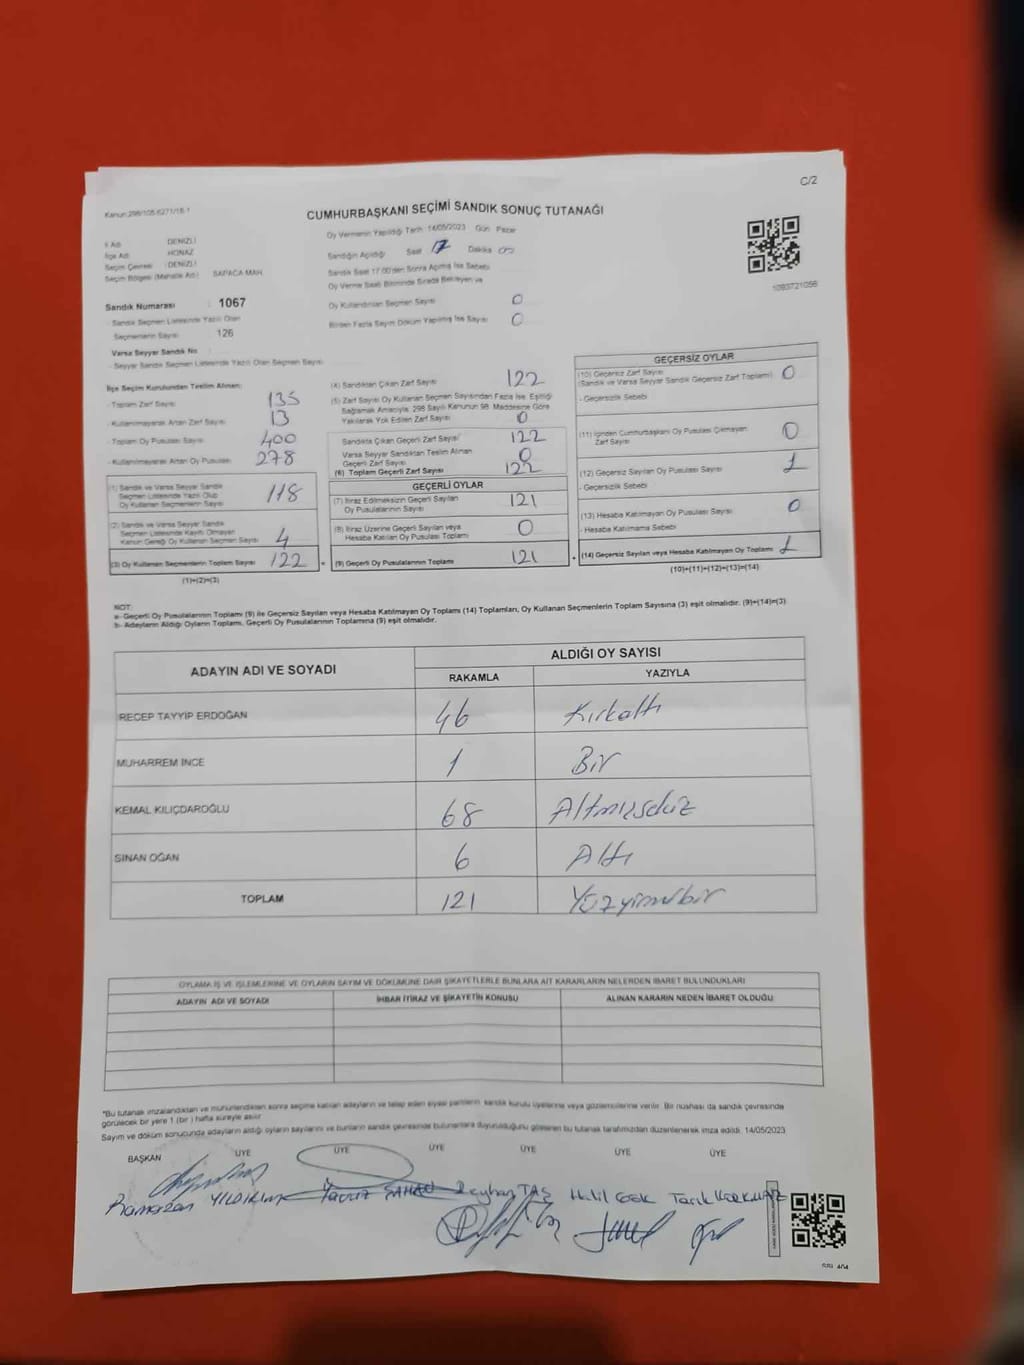 C/2
Kanun:298/105.6271/18-1
CUMHURBAŞKANI SEÇİMİ SANDIK SONUÇ TUTANAĞI
Oy Vermenin Yapıldığı Tarih 14/05/2023 Gün Pazar
İl Adı DENİZLİ
İlçe Adı HONAZ
Seçim Çevresi DENİZLİ
Seçim Bölgesi (Mahalle Adı) SAPACA MAH.
Sandığın Açıldığı Saat 17 Dakika 00
Sandık Saat 17:00'den Sonra Açılmış İse Sebebi
Oy Verme Saati Bitiminde Sırada Bekleyen ve
Oy Kullandırılan Seçmen Sayısı 0
Birden Fazla Sayım Döküm Yapılmış İse Sayısı 0
1093721056
Sandık Numarası : 1067
- Sandık Seçmen Listesinde Yazılı Olan
Seçmenlerin Sayısı 126
Varsa Seyyar Sandık No
- Seyyar Sandık Seçmen Listesinde Yazılı Olan Seçmen Sayısı
İlçe Seçim Kurulundan Teslim Alınan:
- Toplam Zarf Sayısı 135
- Kullanılmayarak Artan Zarf Sayısı 13
- Toplam Oy Pusulası Sayısı 400
- Kullanılmayarak Artan Oy Pusulası 278
(1) Sandık ve Varsa Seyyar Sandık
Seçmen Listesinde Yazılı Olup
Oy Kullanan Seçmenlerin Sayısı 118
(2) Sandık ve Varsa Seyyar Sandık
Seçmen Listesinde Kayıtlı Olmayan
Kanun Gereği Oy Kullanan Seçmen Sayısı 4
(3) Oy Kullanan Seçmenlerin Toplam Sayısı 122 =
(1)+(2)=(3)
(4) Sandıktan Çıkan Zarf Sayısı 122
(5) Zarf Sayısı Oy Kullanan Seçmen Sayısından Fazla İse, Eşitliği
Sağlamak Amacıyla, 298 Sayılı Kanunun 98. Maddesine Göre
Yakılarak Yok Edilen Zarf Sayısı 0
Sandıkta Çıkan Geçerli Zarf Sayısı 122
Varsa Seyyar Sandıktan Teslim Alınan
Geçerli Zarf Sayısı 0
(6) Toplam Geçerli Zarf Sayısı 122
GEÇERLİ OYLAR
(7) İtiraz Edilmeksizin Geçerli Sayılan
Oy Pusulalarının Sayısı 121
(8) İtiraz Üzerine Geçerli Sayılan veya
Hesaba Katılan Oy Pusulası Toplamı 0
(9) Geçerli Oy Pusulalarının Toplamı 121 +
GEÇERSİZ OYLAR
(10) Geçersiz Zarf Sayısı
(Sandık ve Varsa Seyyar Sandık Geçersiz Zarf Toplamı) 0
- Geçersizlik Sebebi
(11) İçinden Cumhurbaşkanı Oy Pusulası Çıkmayan
Zarf Sayısı 0
(12) Geçersiz Sayılan Oy Pusulası Sayısı 1
- Geçersizlik Sebebi
(13) Hesaba Katılmayan Oy Pusulası Sayısı 0
- Hesaba Katılmama Sebebi
(14) Geçersiz Sayılan veya Hesaba Katılmayan Oy Toplamı 1
(10)+(11)+(12)+(13)=(14)
NOT:
a- Geçerli Oy Pusulalarının Toplamı (9) ile Geçersiz Sayılan veya Hesaba Katılmayan Oy Toplamı (14) Toplamları, Oy Kullanan Seçmenlerin Toplam Sayısına (3) eşit olmalıdır. (9)+(14)=(3)
b- Adayların Aldığı Oyların Toplamı, Geçerli Oy Pusulalarının Toplamına (9) eşit olmalıdır.
ADAYIN ADI VE SOYADI ALDIĞI OY SAYISI
RAKAMLA YAZIYLA
RECEP TAYYİP ERDOĞAN 46 Kırkaltı
MUHARREM İNCE 1 Bir
KEMAL KILIÇDAROĞLU 68 Altmışsekiz
SİNAN OĞAN 6 Altı
TOPLAM 121 Yüzyirmibir
OYLAMA İŞ VE İŞLEMLERİNE VE OYLARIN SAYIM VE DÖKÜMÜNE DAİR ŞİKAYETLERLE BUNLARA AİT KARARLARIN NELERDEN İBARET BULUNDUKLARI
ADAYIN ADI VE SOYADI İHBAR İTİRAZ VE ŞİKAYETİN KONUSU ALINAN KARARIN NEDEN İBARET OLDUĞU
*Bu tutanak imzalandıktan ve mühürlendikten sonra seçime katılan adayların ve talep eden siyasi partilerin sandık kurulu üyelerine veya gözlemcilerine verilir. Bir nüshası da sandık çevresinde
görülecek bir yere 1 (bir) hafta süreyle asılır.
Sayım ve döküm sonucunda adayların aldığı oyların sayılarını ve bunların sandık çevresinde bulunanlara duyurulduğunu gösteren bu tutanak tarafımızdan düzenlenerek imza edildi. 14/05/2023
BAŞKAN ÜYE ÜYE ÜYE ÜYE ÜYE ÜYE
Ramazan YILDIRIM Yavuz ŞAHAN Zeyhan TAŞ Halil Tarık KORKMAZ